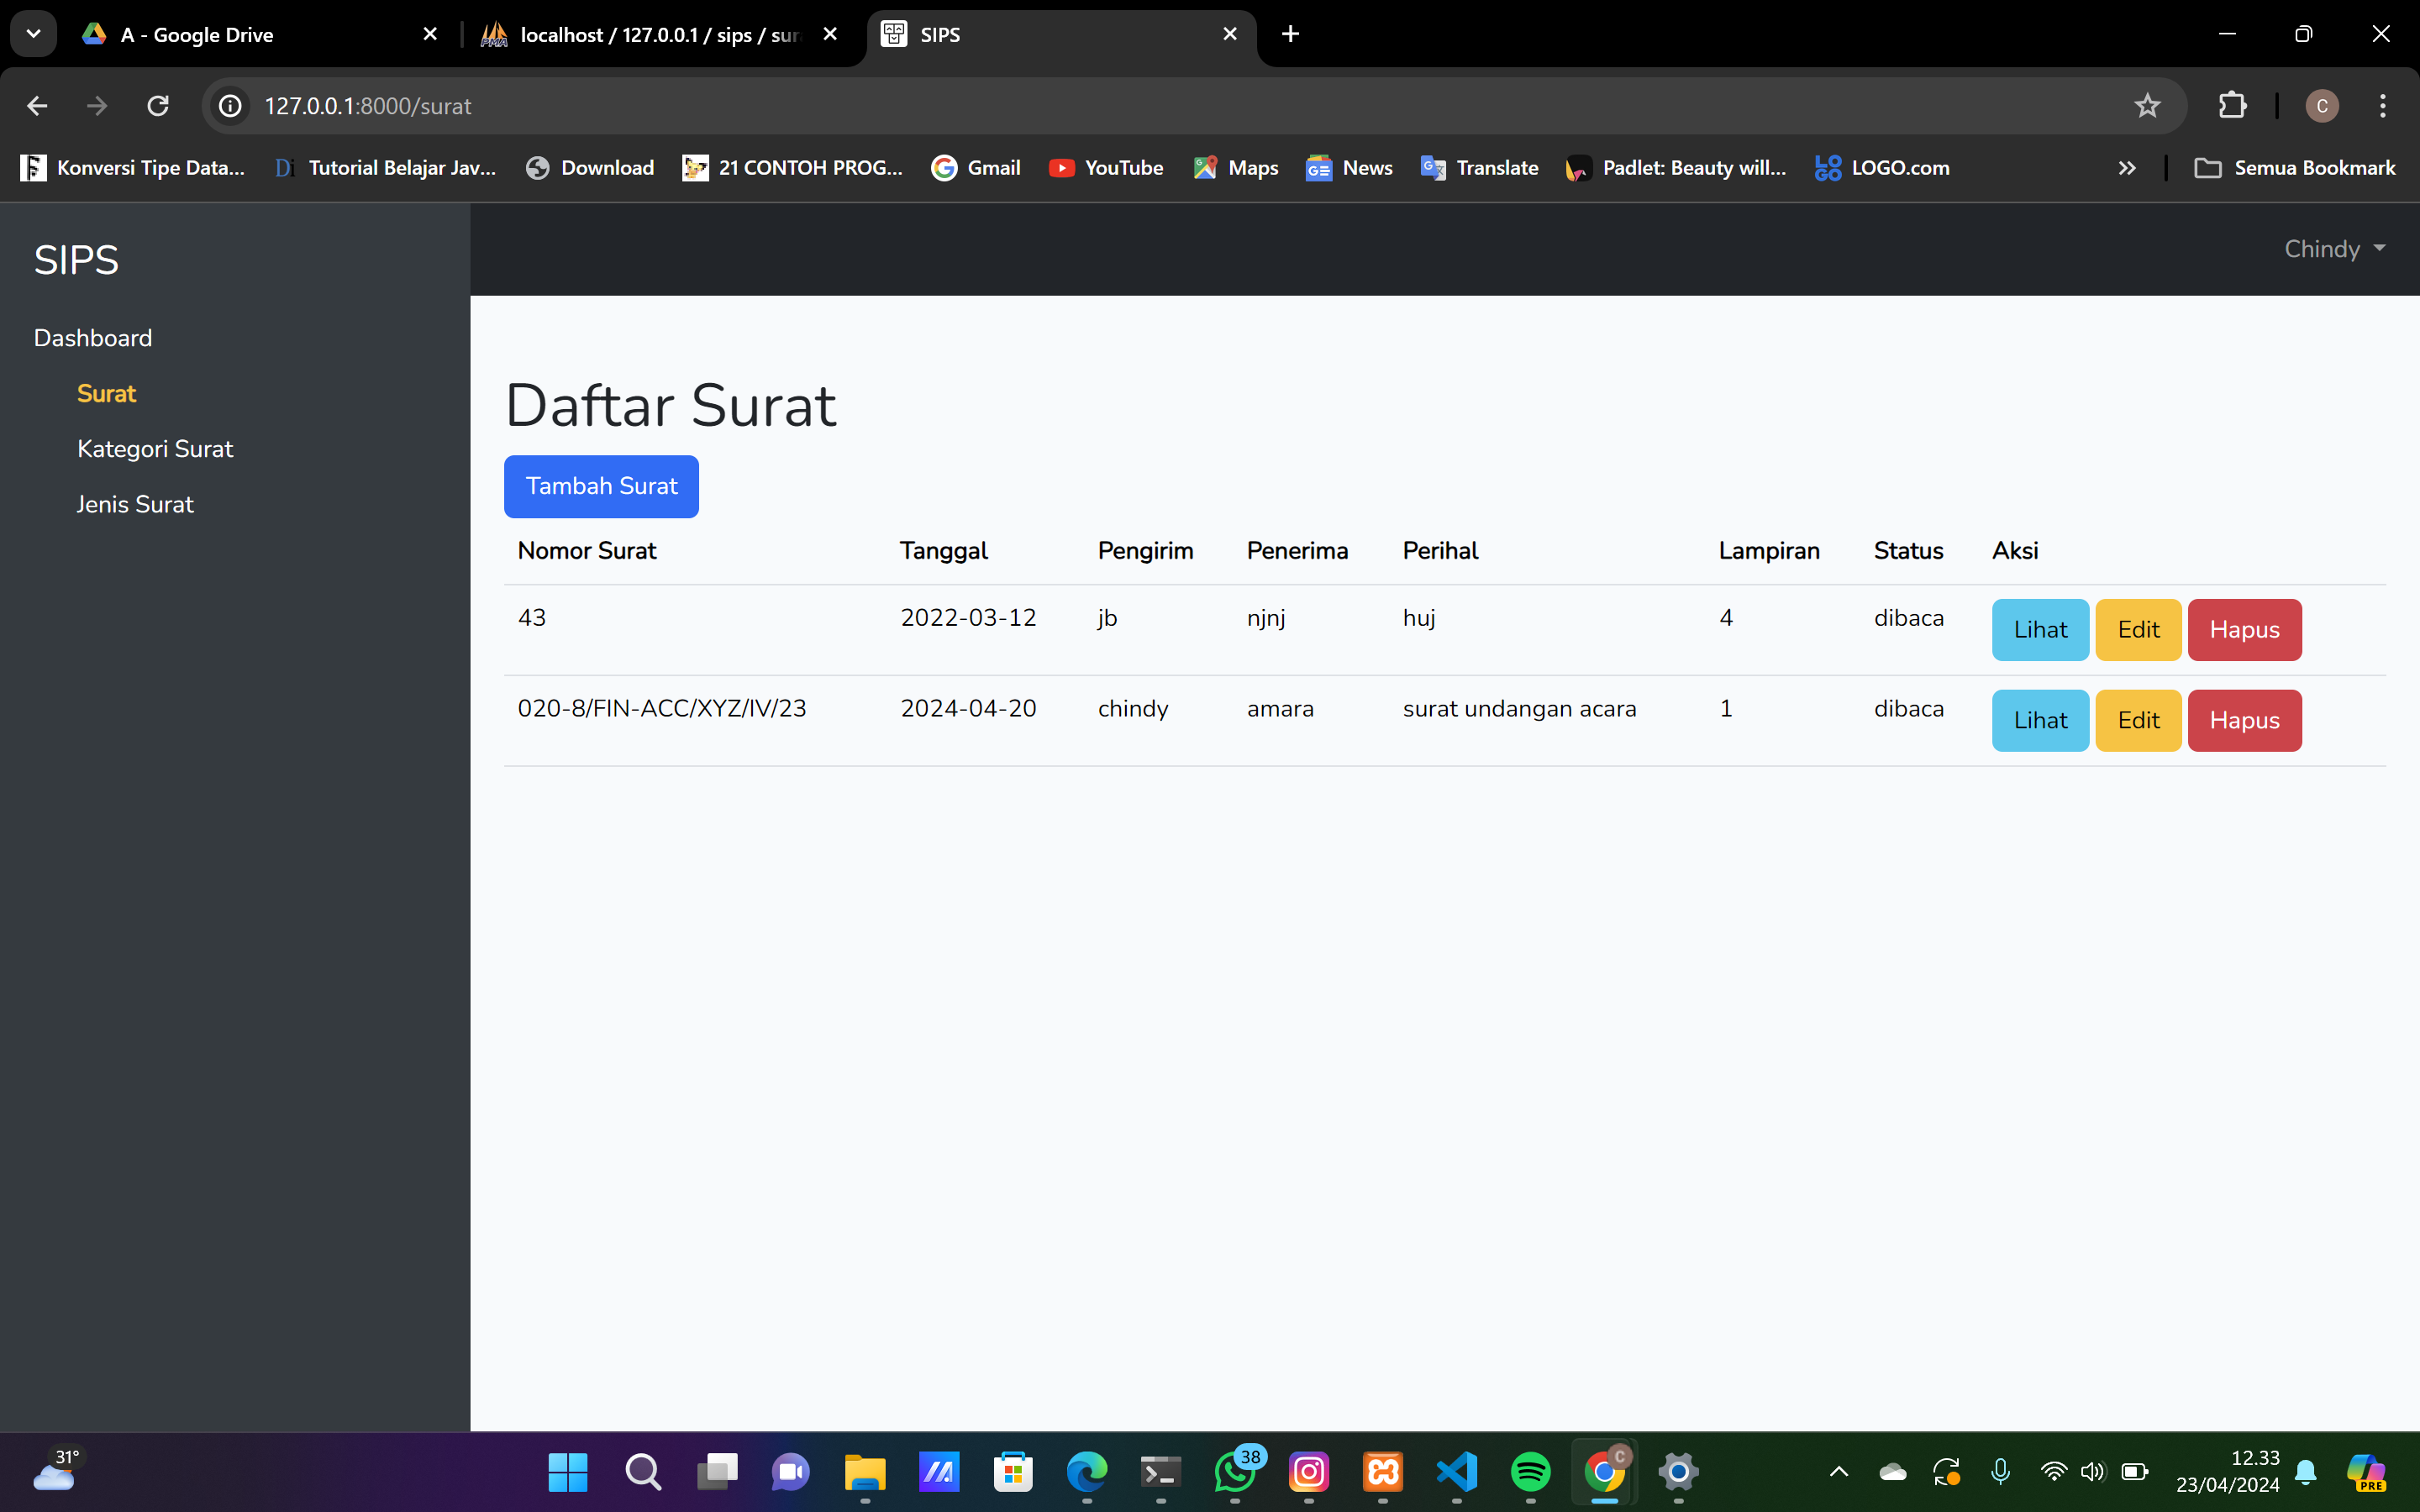 A - Google Drive
localhost / 127.0.0.1 / sips / sur
SIPS
127.0.0.1:8000/surat
C
Konversi Tipe Data...
Tutorial Belajar Jav...
Download
21 CONTOH PROG...
Gmail
YouTube
Maps
News
Translate
Padlet: Beauty will...
LOGO.com
Semua Bookmark
SIPS
Chindy
Dashboard
Surat
Kategori Surat
Jenis Surat
Daftar Surat
Tambah Surat
Nomor Surat Tanggal Pengirim Penerima Perihal Lampiran Status Aksi
43 2022-03-12 jb njnj huj 4 dibaca Lihat Edit Hapus
020-8/FIN-ACC/XYZ/IV/23 2024-04-20 chindy amara surat undangan acara 1 dibaca Lihat Edit Hapus
31°
38
C
12.33
23/04/2024
PRE